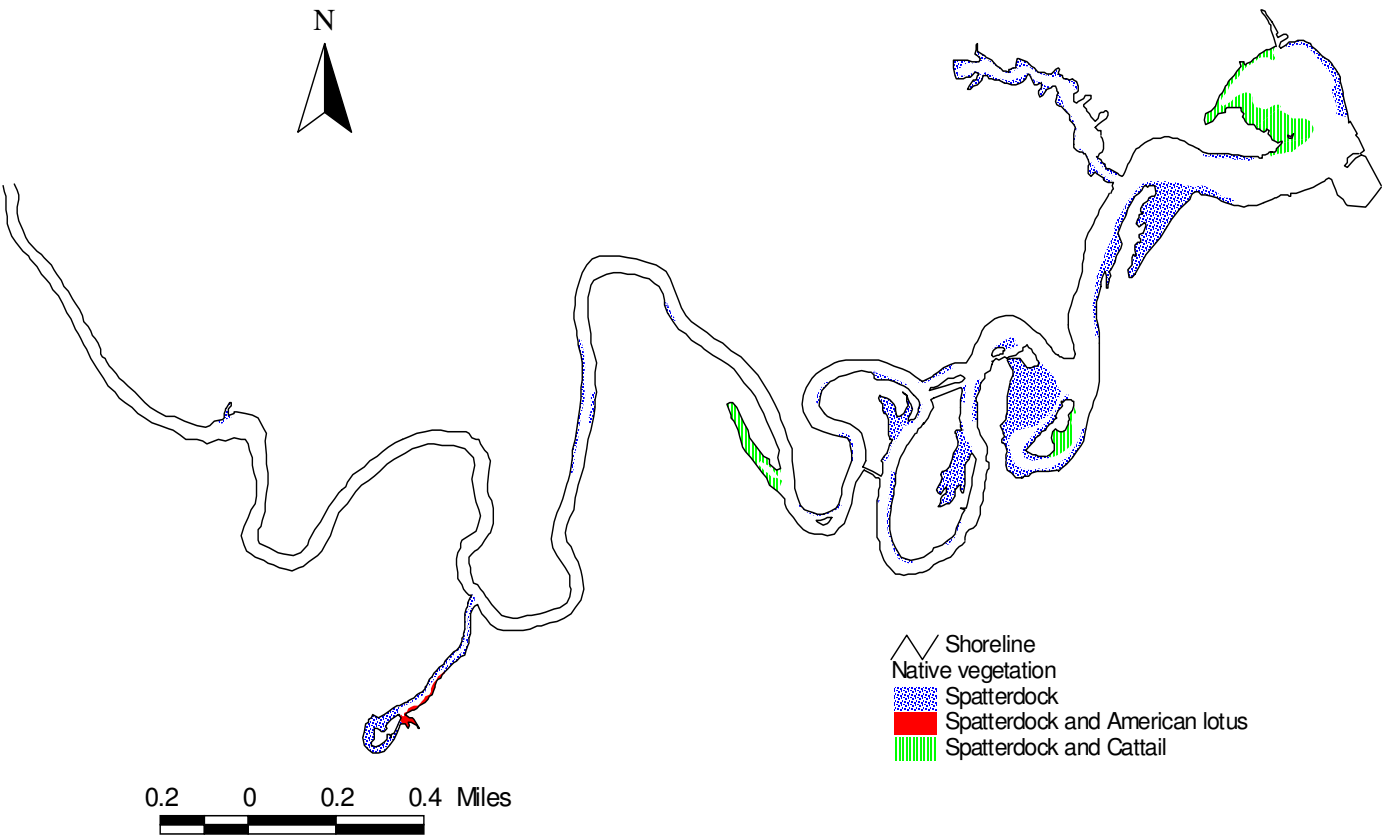 N
Shoreline
Native vegetation
Spatterdock
Spatterdock and American lotus
Spatterdock and Cattail
0.2 0 0.2 0.4 Miles